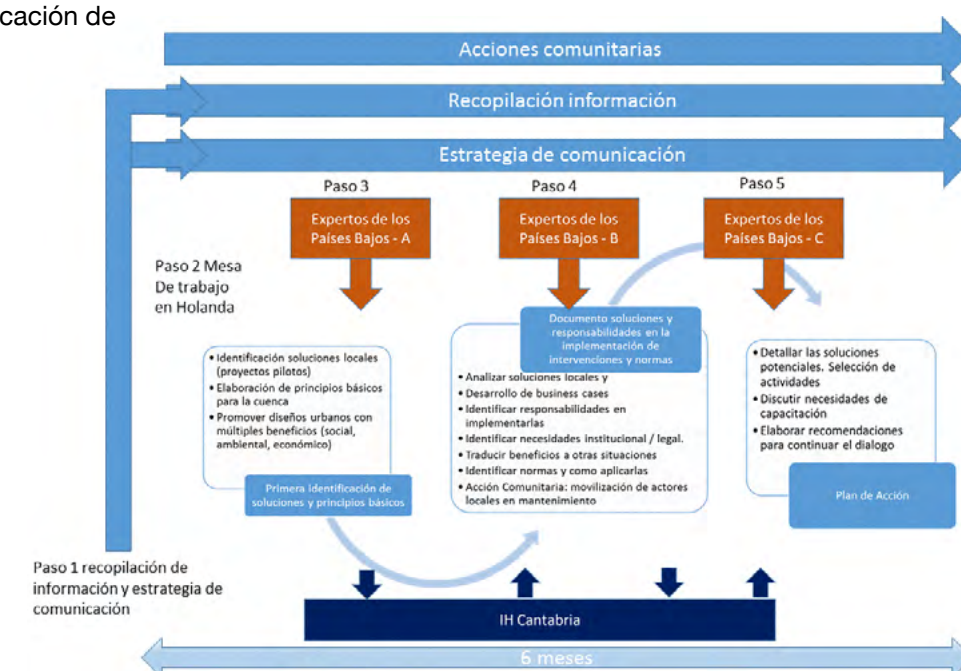 cación de
Acciones comunitarias
Recopilación información
Estrategia de comunicación
Paso 3
Paso 4
Paso 5
Expertos de los
Países Bajos - A
Expertos de los
Países Bajos - B
Expertos de los
Países Bajos - C
Paso 2 Mesa
De trabajo
en Holanda
• Identificación soluciones locales
(proyectos pilotos)
• Elaboración de principios básicos
para la cuenca
• Promover diseños urbanos con
múltiples beneficios (social,
ambiental, económico)
Primera identificación de
soluciones y principios básicos
Documento soluciones y
responsabilidades en la
implementación de
intervenciones y normas
• Analizar soluciones locales y
• Desarrollo de business cases
• Identificar responsabilidades en
implementarlas
• Identificar necesidades institucional / legal.
• Traducir beneficios a otras situaciones
• Identificar normas y como aplicarlas
• Acción Comunitaria: movilización de actores
locales en mantenimiento
• Detallar las soluciones
potenciales. Selección de
actividades
• Discutir necesidades de
capacitación
• Elaborar recomendaciones
para continuar el dialogo
Plan de Acción
Paso 1 recopilación de
información y estrategia de
comunicación
IH Cantabria
6 meses